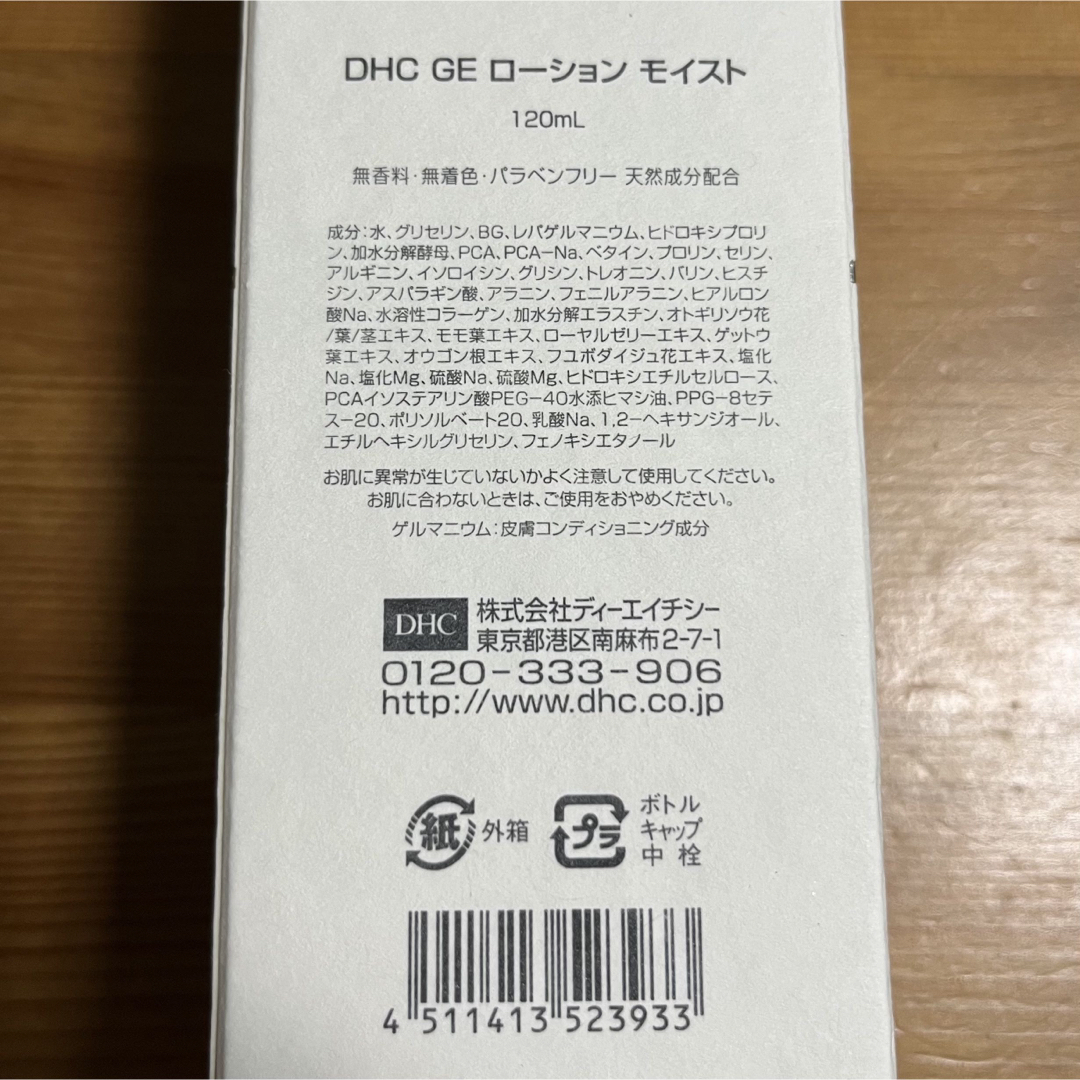 DHC GE ローション モイスト
120mL
無香料・無着色・パラベンフリー 天然成分配合
成分:水、グリセリン、BG、レパゲルマニウム、ヒドロキシプロリ
ン、加水分解酵母、PCA、PCA-Na、ベタイン、プロリン、セリン、
アルギニン、イソロイシン、グリシン、トレオニン、バリン、ヒスチ
ジン、アスパラギン酸、アラニン、フェニルアラニン、ヒアルロン
酸Na、水溶性コラーゲン、加水分解エラスチン、オトギリソウ花
/葉/茎エキス、モモ葉エキス、ローヤルゼリーエキス、ゲットウ
葉エキス、オウゴン根エキス、フユボダイジュ花エキス、塩化
Na、塩化Mg、硫酸Na、硫酸Mg、ヒドロキシエチルセルロース、
PCAイソステアリン酸PEG-40水添ヒマシ油、PPG-8セテ
ス-20、ポリソルベート20、乳酸Na、1,2-ヘキサンジオール、
エチルヘキシルグリセリン、フェノキシエタノール
お肌に異常が生じていないかよく注意して使用してください。
お肌に合わないときは、ご使用をおやめください。
ゲルマニウム:皮膚コンディショニング成分
DHC 株式会社ディーエイチシー
東京都港区南麻布2-7-1
0120-333-906
http://www.dhc.co.jp
紙 外箱 プラ ボトル
キャップ
中栓
4 511413 523933